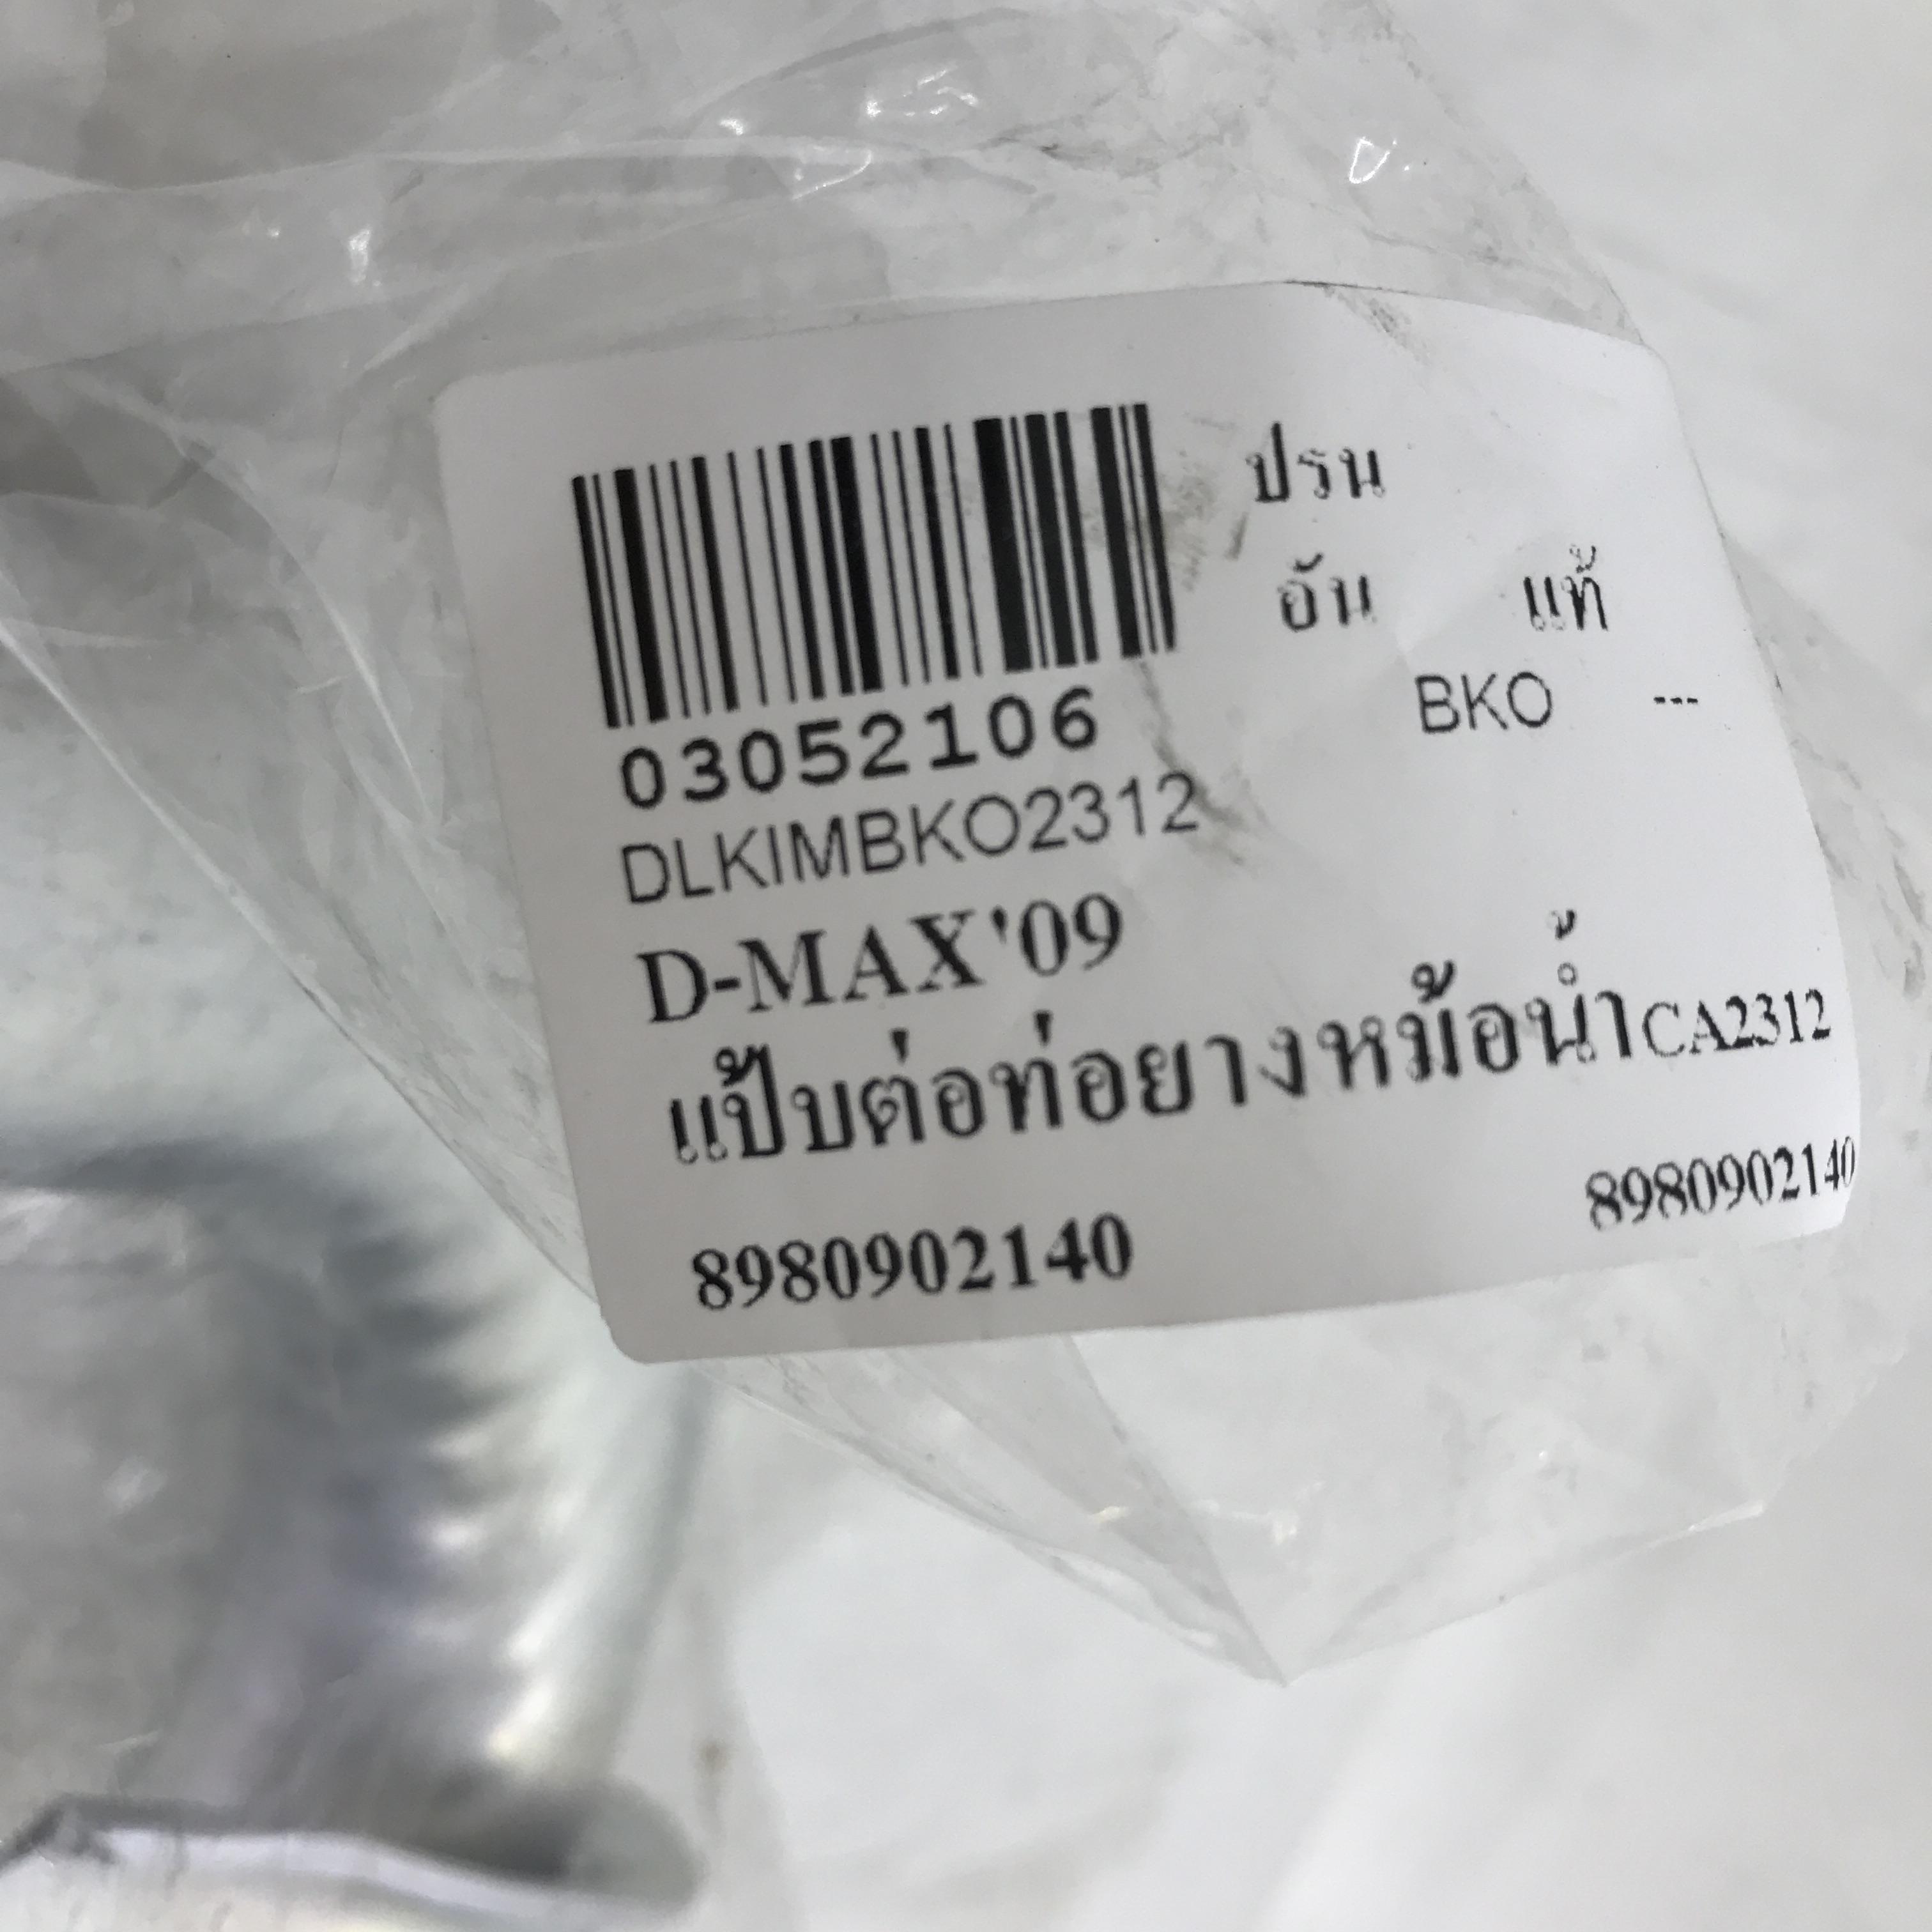 ปรน
อัน แท้
BKO ---
03052106
DLKIMBKO2312
D-MAX'09
แป๊บต่อท่อยางหม้อน้ำCA2312
8980902140 8980902140